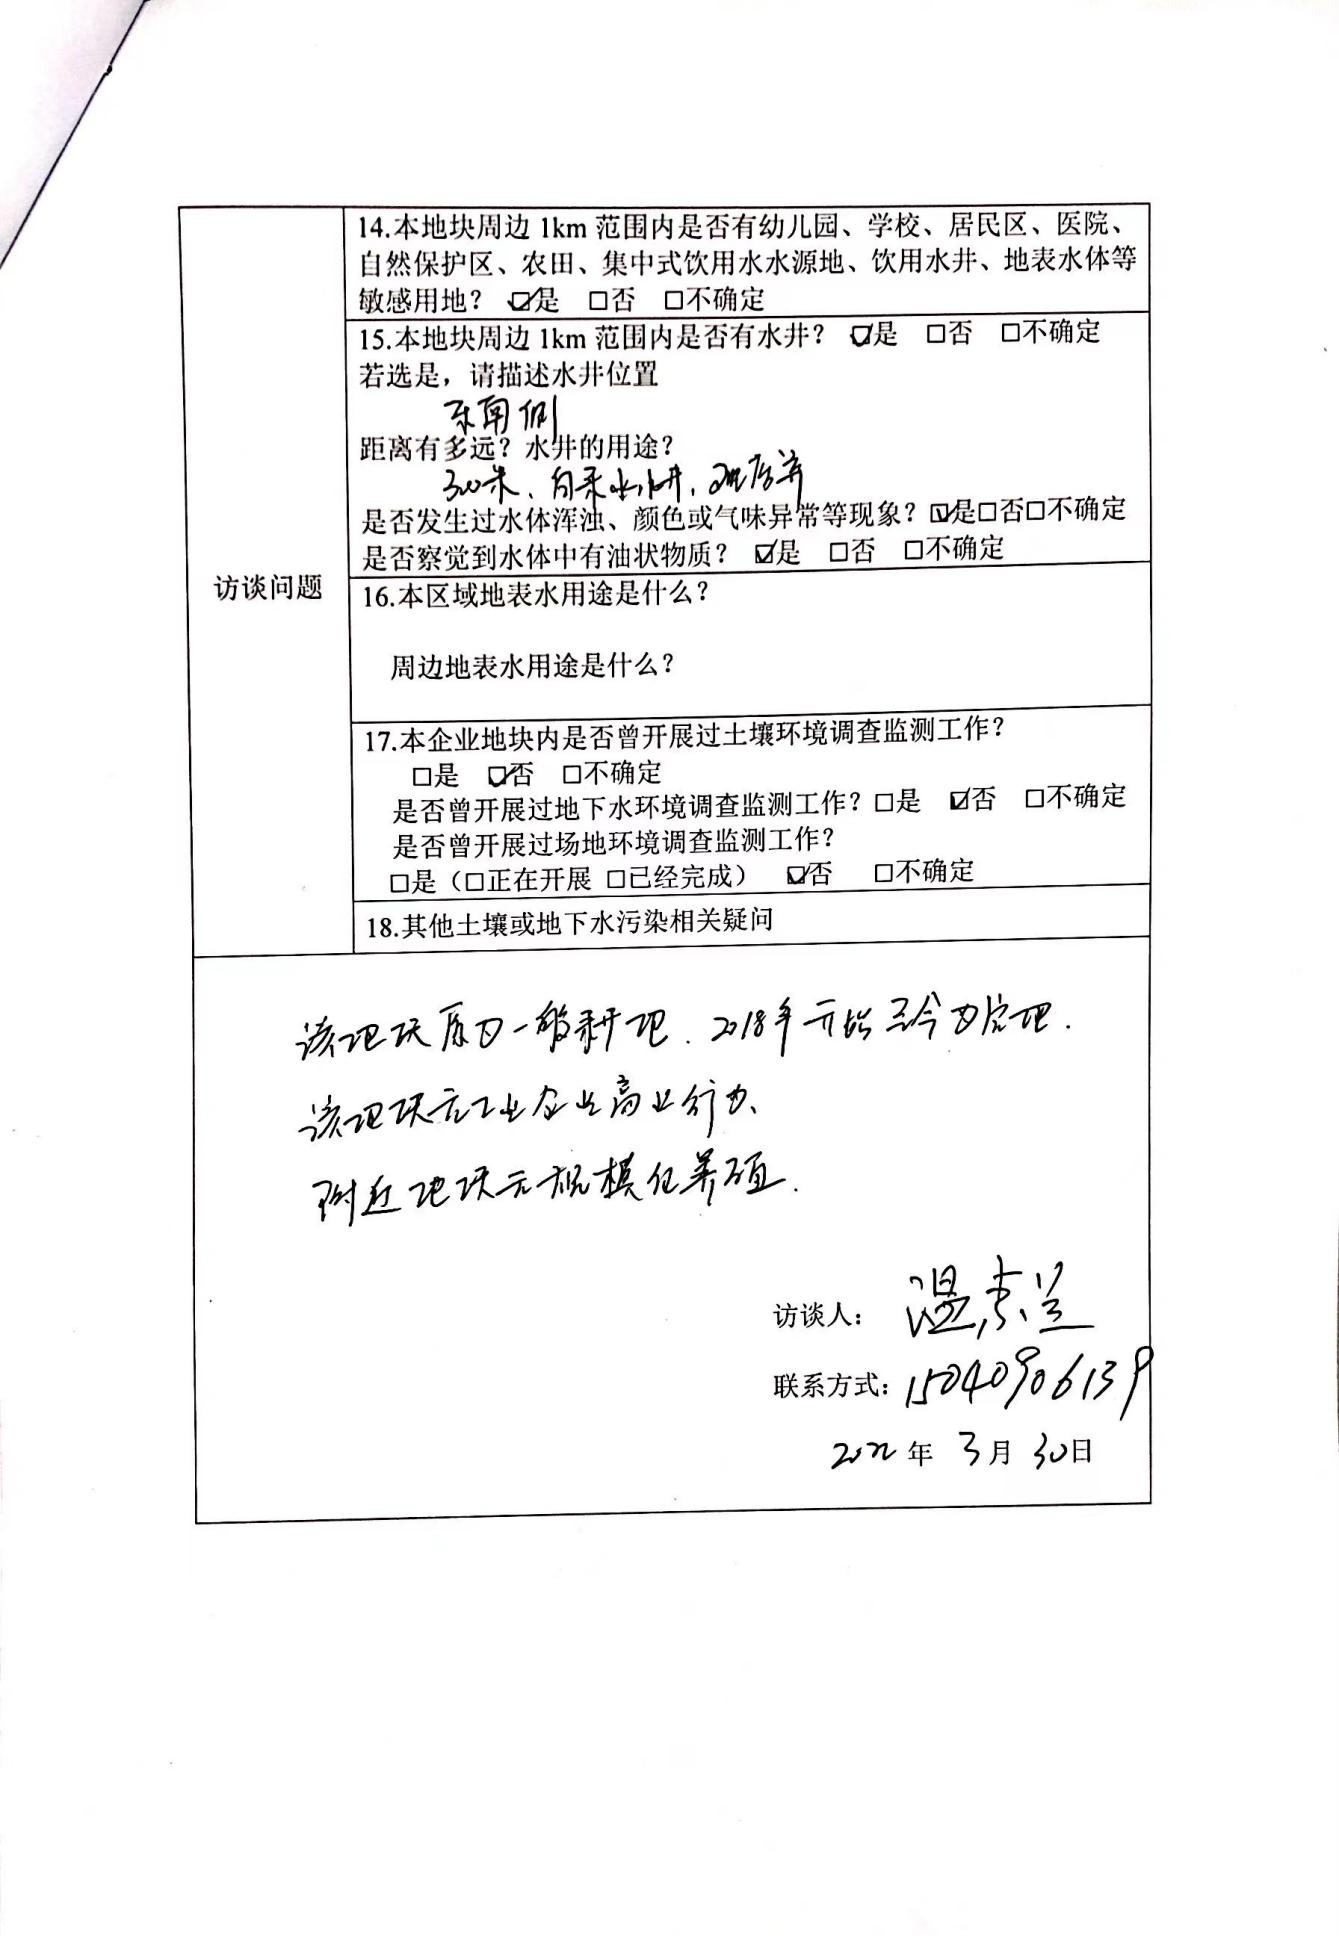 14.本地块周边 1km 范围内是否有幼儿园、学校、居民区、医院、
自然保护区、农田、集中式饮用水水源地、饮用水井、地表水体等
敏感用地？ ☑是 □否 □不确定
15.本地块周边 1km 范围内是否有水井？ ☑是 □否 □不确定
若选是，请描述水井位置
东南侧
距离有多远？水井的用途？
300米、自来水井,
是否发生过水体浑浊、颜色或气味异常等现象？☑是□否□不确定
是否察觉到水体中有油状物质？ ☑是 □否 □不确定
访谈问题
16.本区域地表水用途是什么？
周边地表水用途是什么？
17.本企业地块内是否曾开展过土壤环境调查监测工作？
□是 ☑否 □不确定
是否曾开展过地下水环境调查监测工作？□是 ☑否 □不确定
是否曾开展过场地环境调查监测工作？
□是（□正在开展 □已经完成） ☑否 □不确定
18.其他土壤或地下水污染相关疑问
该地块原为一般耕地．2018年开始至今为空地．
该地块无工业企业商业行为、
附近地块无规模化养殖．
访谈人： 温 兰
联系方式：15040906139
2022 年 3 月 30 日